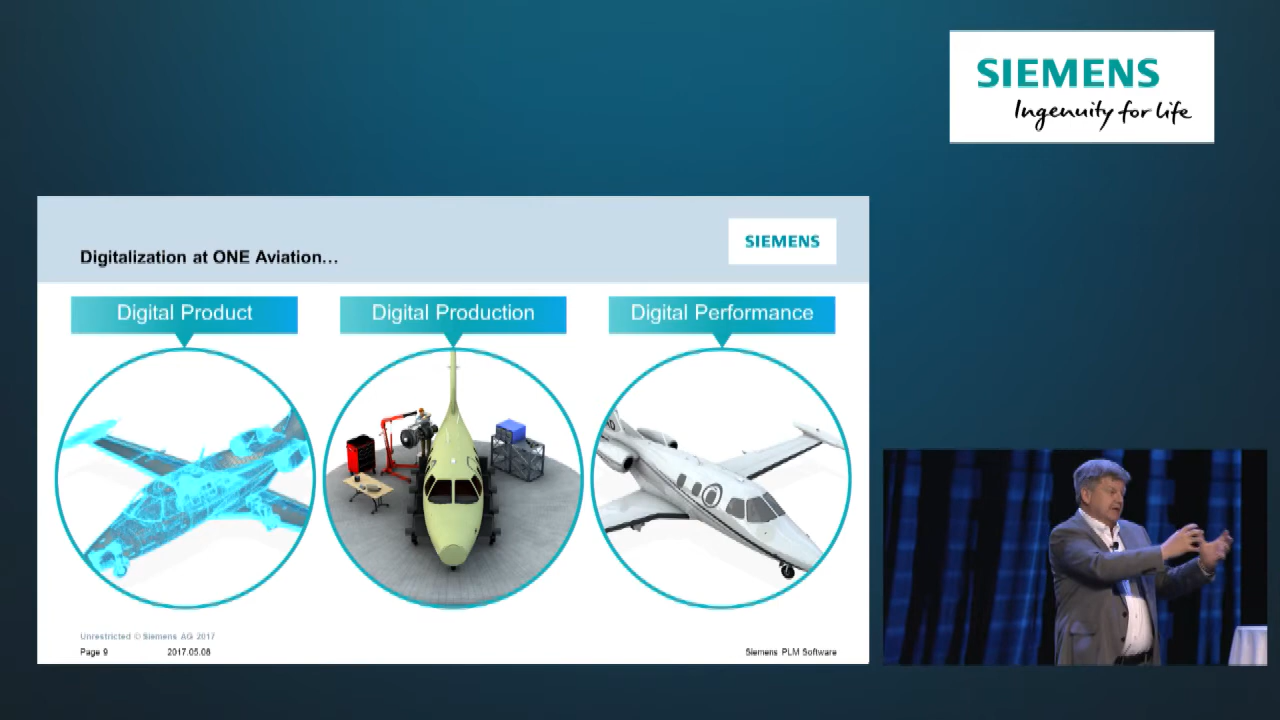 SIEMENS
Ingenuity for life
SIEMENS
Digitalization at ONE Aviation...
Digital Product
Digital Production
Digital Performance
Unrestricted © Siemens AG 2017
Page 9
2017.05.08
Siemens PLM Software